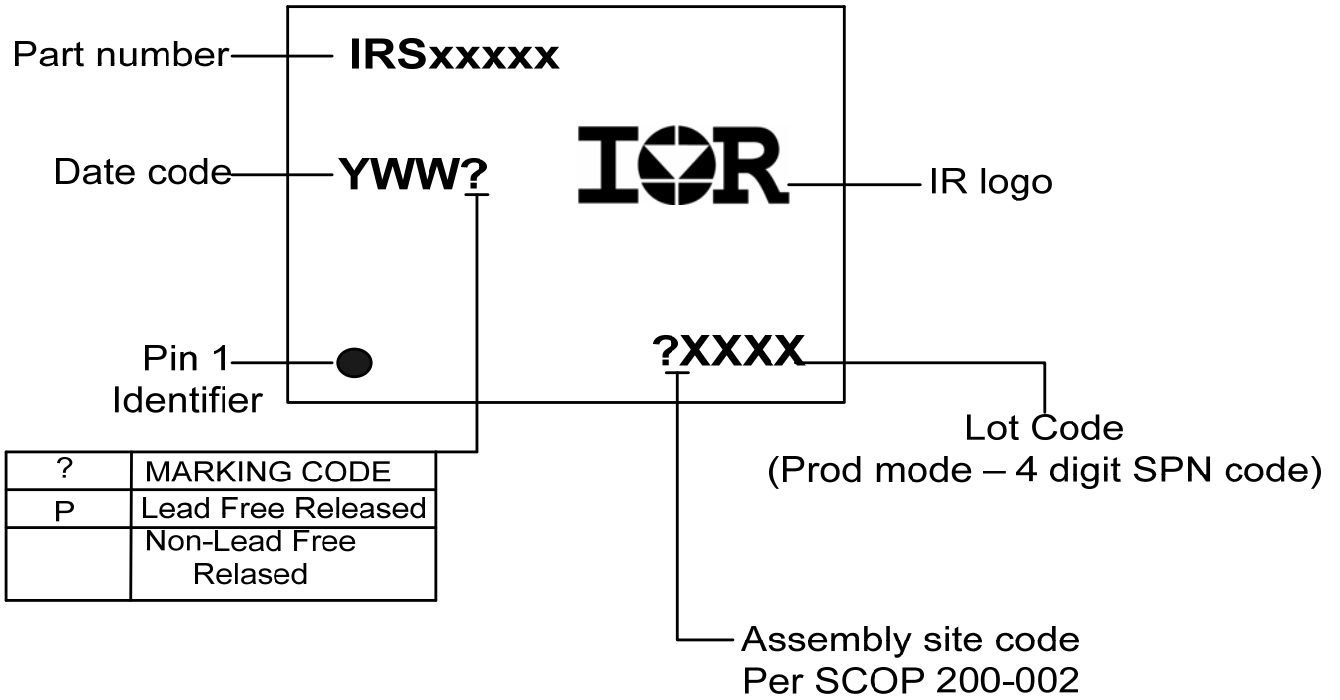 Part number
IRSxxxxx
Date code
YWW?
IOR
IR logo
Pin 1
Identifier
?XXXX
Lot Code
(Prod mode – 4 digit SPN code)
? MARKING CODE
P Lead Free Released
Non-Lead Free
Relased
Assembly site code
Per SCOP 200-002